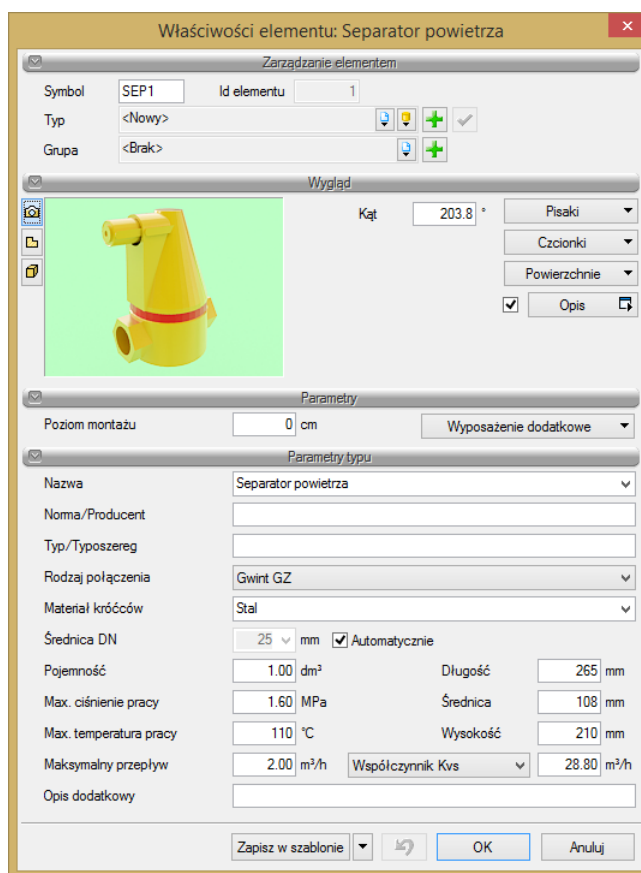 Właściwości elementu: Separator powietrza
Zarządzanie elementem
Symbol SEP1 Id elementu 1
Typ <Nowy>
Grupa <Brak>
Wygląd
Kąt 203.8 ° Pisaki
Czcionki
Powierzchnie
Opis
Parametry
Poziom montażu 0 cm Wyposażenie dodatkowe
Parametry typu
Nazwa Separator powietrza
Norma/Producent
Typ/Typoszereg
Rodzaj połączenia Gwint GZ
Materiał króćców Stal
Średnica DN 25 mm Automatycznie
Pojemność 1.00 dm³ Długość 265 mm
Max. ciśnienie pracy 1.60 MPa Średnica 108 mm
Max. temperatura pracy 110 °C Wysokość 210 mm
Maksymalny przepływ 2.00 m³/h Współczynnik Kvs 28.80 m³/h
Opis dodatkowy
Zapisz w szablonie OK Anuluj